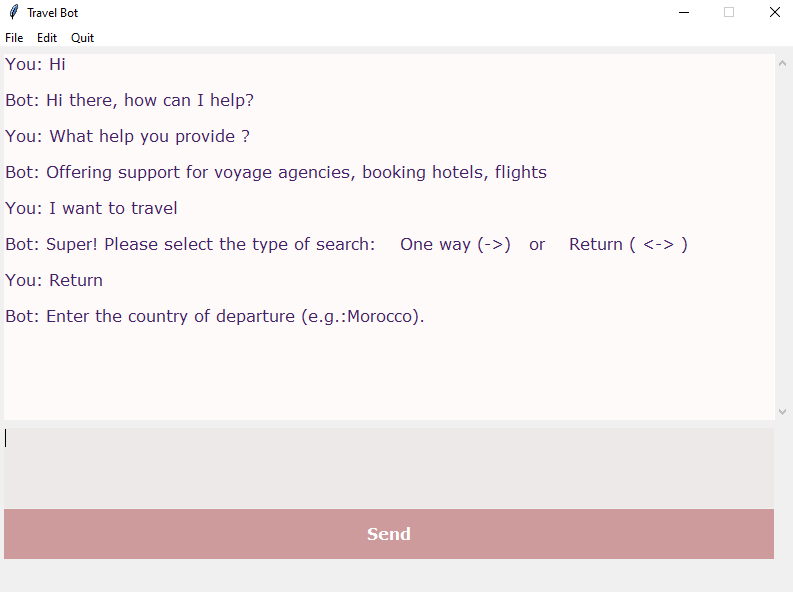 Travel Bot
File Edit Quit
You: Hi
Bot: Hi there, how can I help?
You: What help you provide ?
Bot: Offering support for voyage agencies, booking hotels, flights
You: I want to travel
Bot: Super! Please select the type of search: One way (->) or Return ( <-> )
You: Return
Bot: Enter the country of departure (e.g.:Morocco).
Send